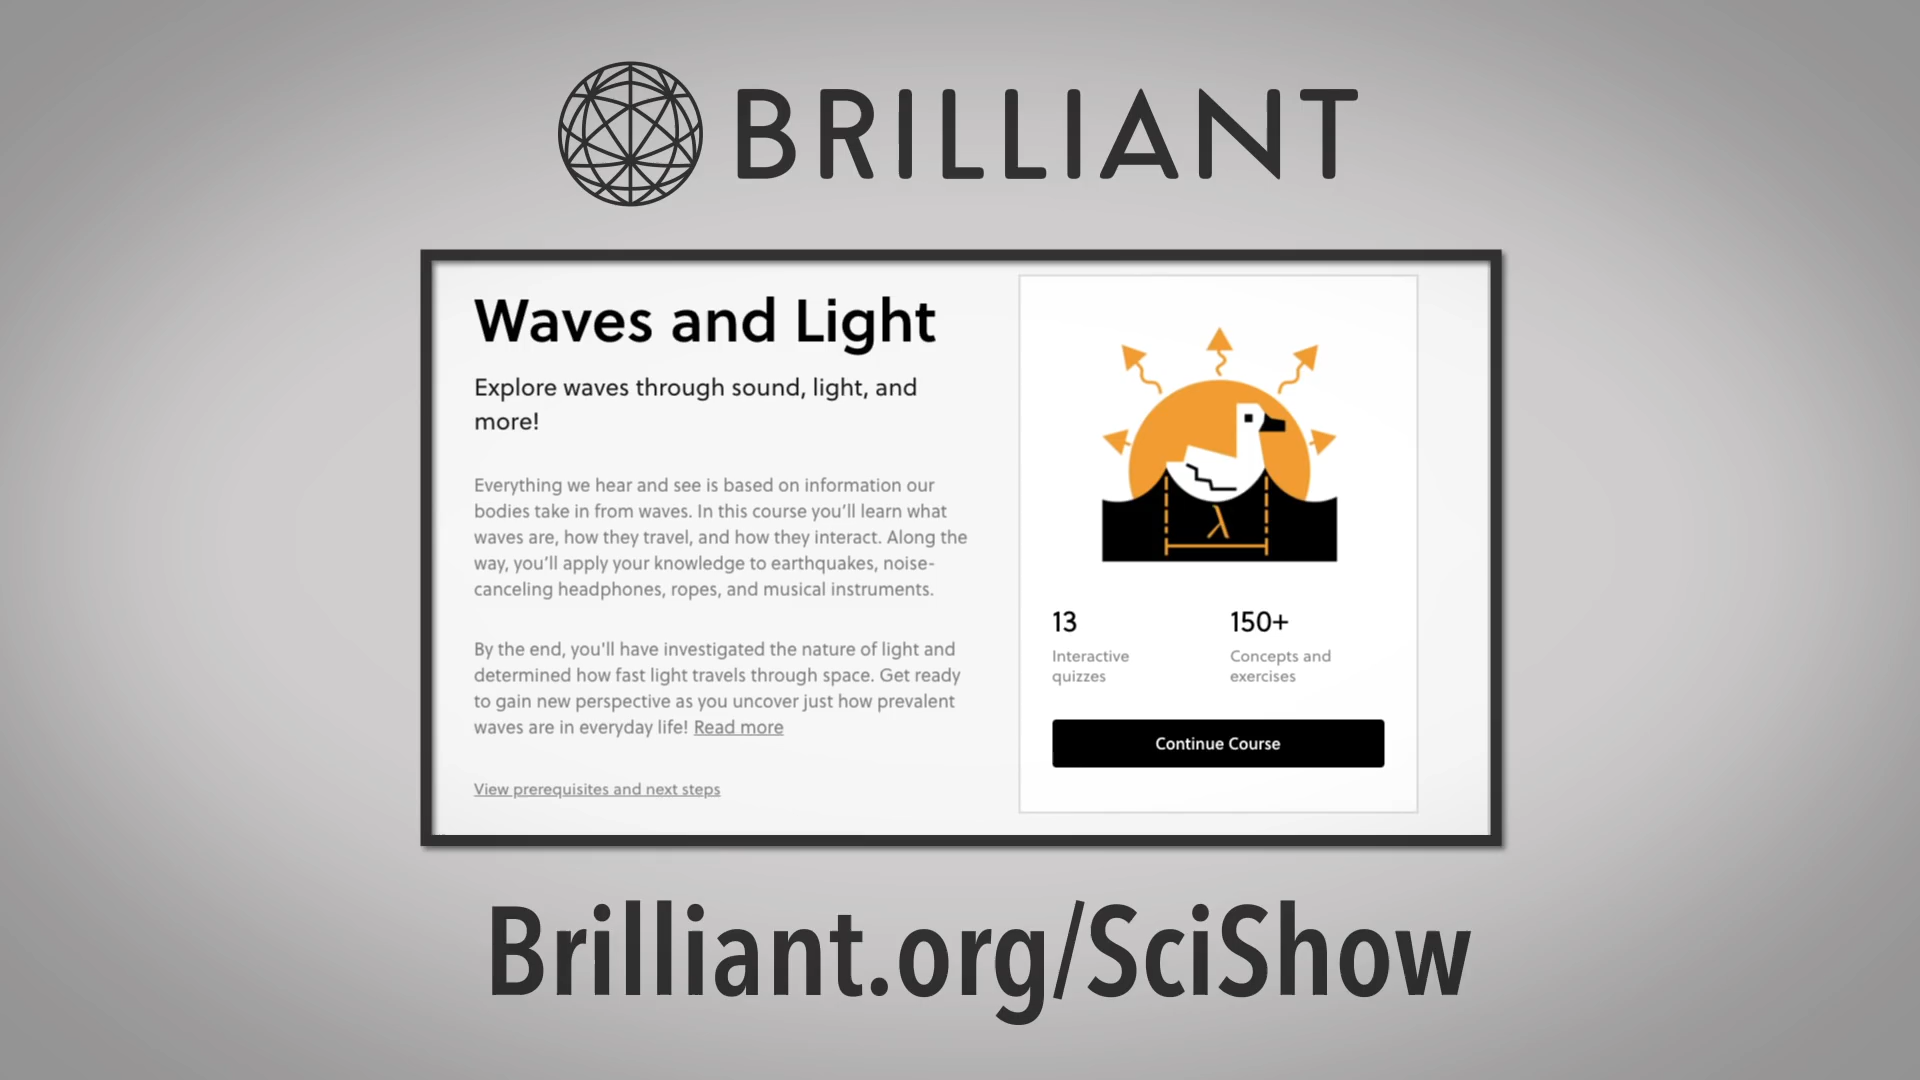 BRILLIANT
Waves and Light
Explore waves through sound, light, and
more!
Everything we hear and see is based on information our
bodies take in from waves. In this course you'll learn what
waves are, how they travel, and how they interact. Along the
way, you'll apply your knowledge to earthquakes, noise-
canceling headphones, ropes, and musical instruments.
By the end, you'll have investigated the nature of light and
determined how fast light travels through space. Get ready
to gain new perspective as you uncover just how prevalent
waves are in everyday life! Read more
View prerequisites and next steps
λ
13
Interactive
quizzes
150+
Concepts and
exercises
Continue Course
Brilliant.org/SciShow